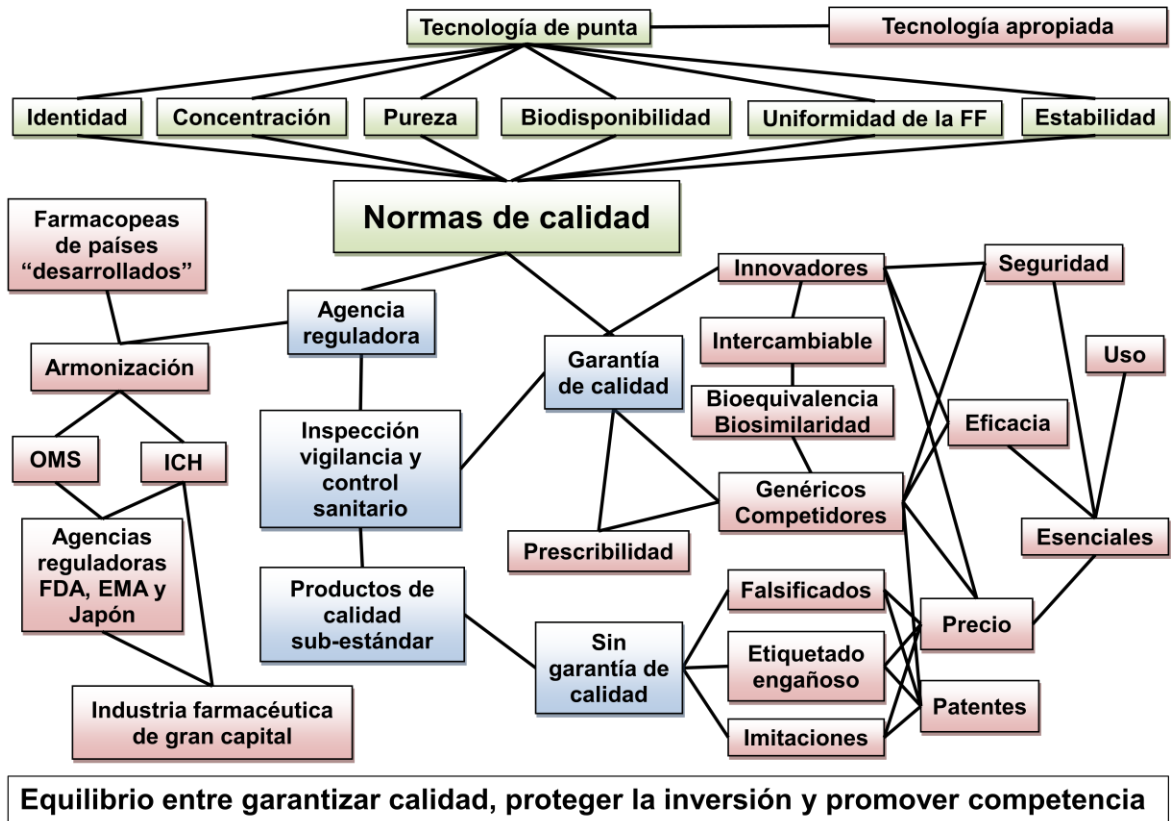 Tecnología de punta
Tecnología apropiada
Identidad
Concentración
Pureza
Biodisponibilidad
Uniformidad de la FF
Estabilidad
Normas de calidad
Farmacopeas
de países
“desarrollados”
Agencia
reguladora
Innovadores
Seguridad
Armonización
Garantía
de calidad
Intercambiable
Uso
Bioequivalencia
Biosimilaridad
Eficacia
OMS
ICH
Inspección
vigilancia y
control
sanitario
Genéricos
Competidores
Esenciales
Prescribilidad
Agencias
reguladoras
FDA, EMA y
Japón
Productos de
calidad
sub-estándar
Sin
garantía de
calidad
Falsificados
Etiquetado
engañoso
Imitaciones
Precio
Patentes
Industria farmacéutica
de gran capital
Equilibrio entre garantizar calidad, proteger la inversión y promover competencia